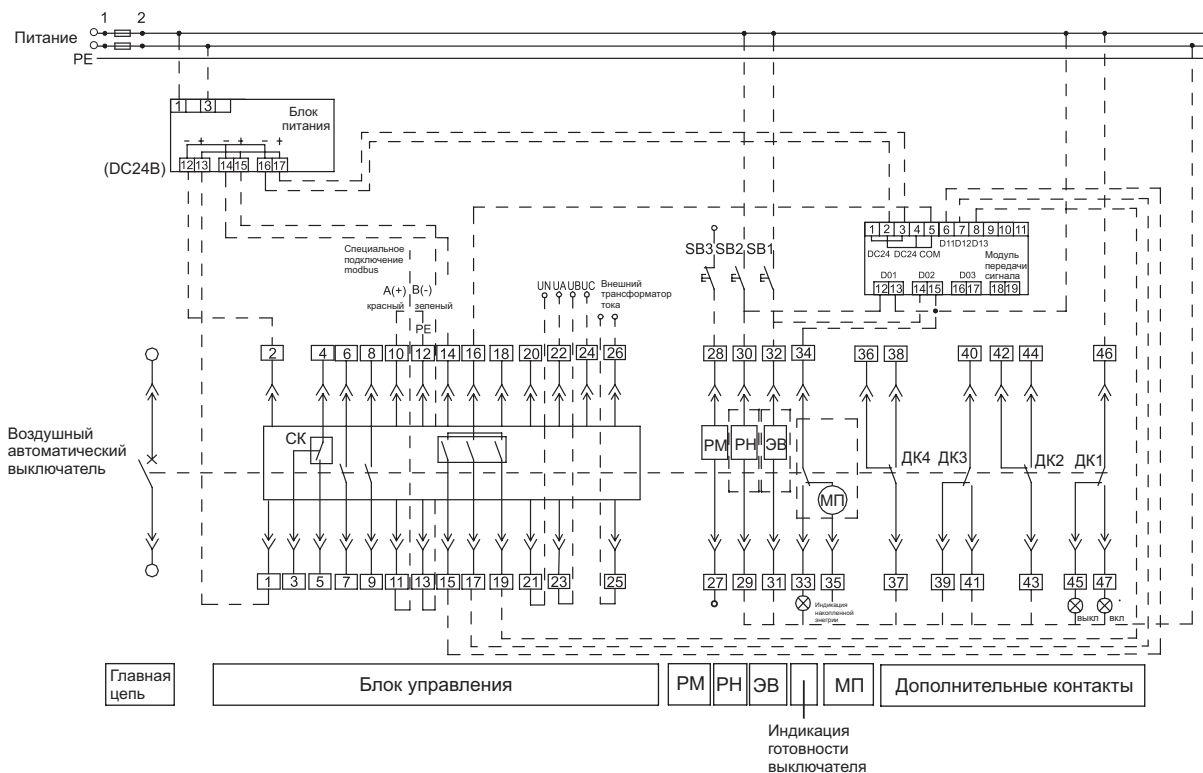 1 2
Питание
PE
1 3
Блок
питания
- + - + - +
12 13 14 15 16 17
(DC24В)
1 2 3 4 5 6 7 8 9 10 11
D11 D12 D13
DC24 DC24 COM
Модуль
передачи
сигнала
D01 D02 D03
12 13 14 15 16 17 18 19
SB3 SB2 SB1
Специальное
подключение
modbus
A(+) B(-)
красный зеленый
PE
UN UA UB UC
Внешний
трансформатор
тока
2 4 6 8 10 12 14 16 18 20 22 24 26 28 30 32 34 36 38 40 42 44 46
Воздушный
автоматический
выключатель
СК
РМ РН ЭВ
МП
ДК4 ДК3 ДК2 ДК1
1 3 5 7 9 11 13 15 17 19 21 23 25 27 29 31 33 35 37 39 41 43 45 47
Индикация
накопленной
энегрии
выкл вкл
Главная
цепь
Блок управления
РМ РН ЭВ МП
Дополнительные контакты
Индикация
готовности
выключателя